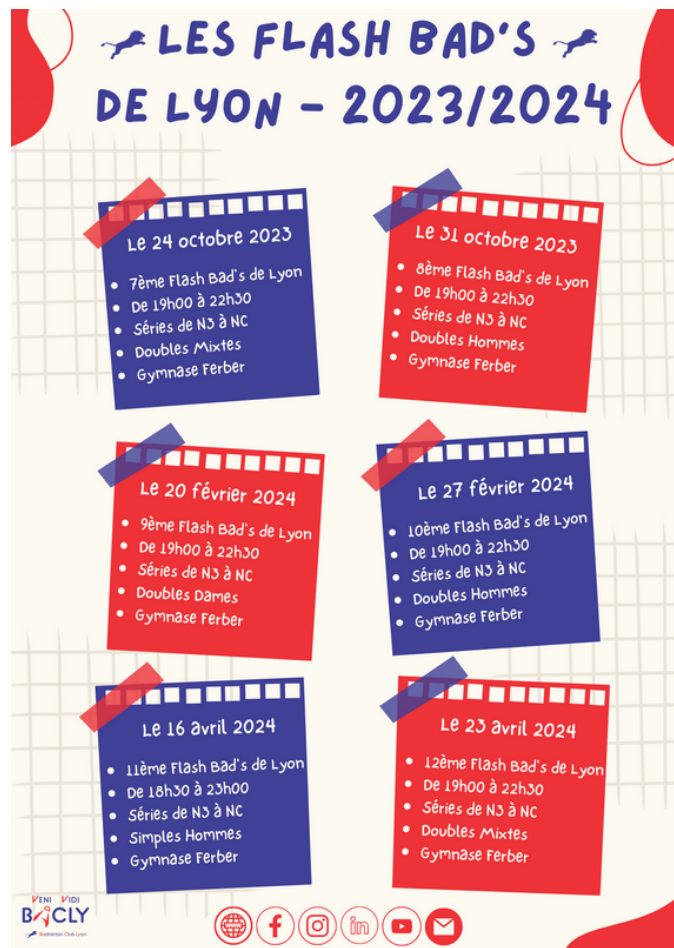 LES FLASH BAD'S
DE LYON - 2023/2024
Le 24 octobre 2023
7ème Flash Bad's de Lyon
De 19h00 à 22h30
Séries de N3 à NC
Doubles Mixtes
Gymnase Ferber
Le 31 octobre 2023
8ème Flash Bad's de Lyon
De 19h00 à 22h30
Séries de N3 à NC
Doubles Hommes
Gymnase Ferber
Le 20 février 2024
9ème Flash Bad's de Lyon
De 19h00 à 22h30
Séries de N3 à NC
Doubles Dames
Gymnase Ferber
Le 27 février 2024
10ème Flash Bad's de Lyon
De 19h00 à 22h30
Séries de N3 à NC
Doubles Hommes
Gymnase Ferber
Le 16 avril 2024
11ème Flash Bad's de Lyon
De 18h30 à 23h00
Séries de N3 à NC
Simples Hommes
Gymnase Ferber
Le 23 avril 2024
12ème Flash Bad's de Lyon
De 19h00 à 22h30
Séries de N3 à NC
Doubles Mixtes
Gymnase Ferber
VENI VIDI
BACLY
Badminton Club Lyon